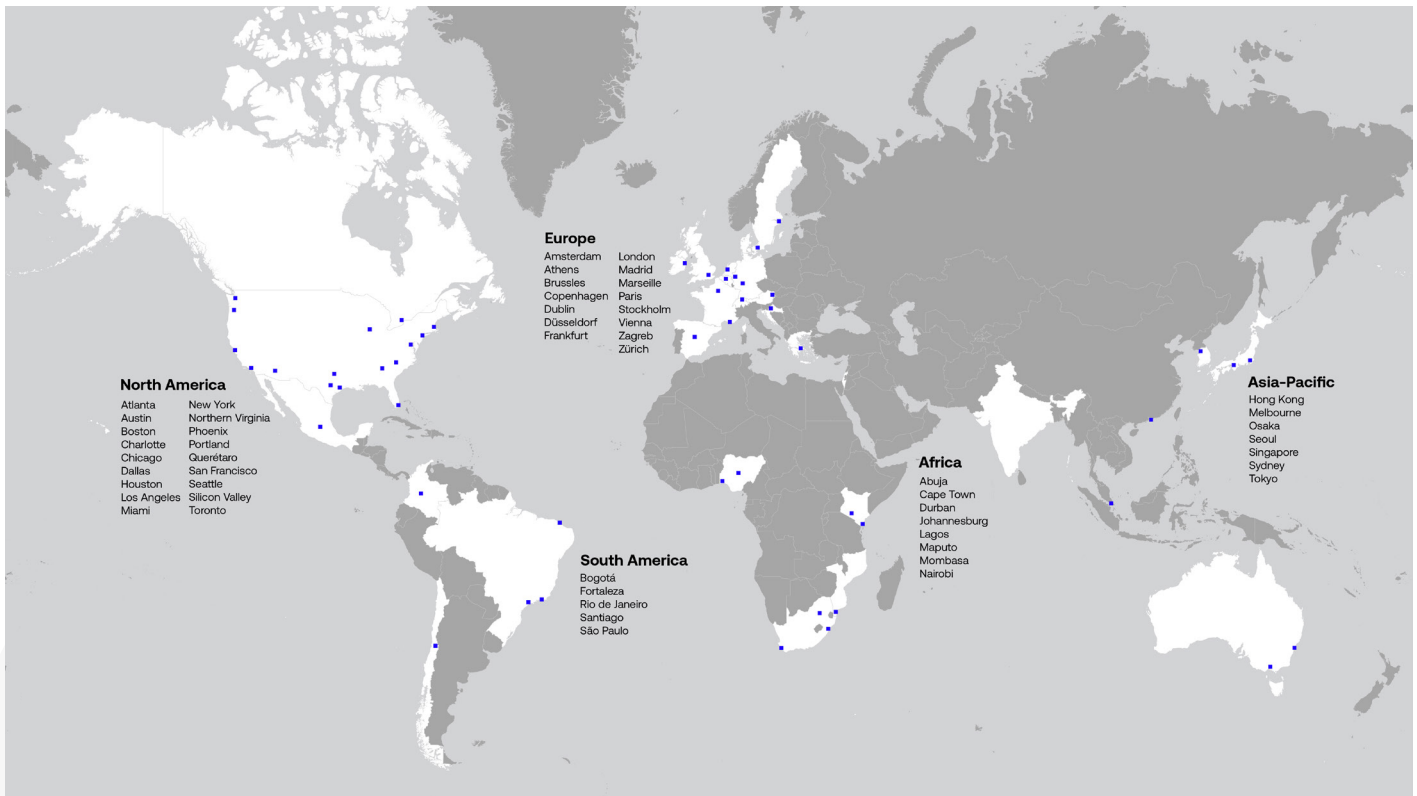 Europe
Amsterdam London
Athens Madrid
Brussles Marseille
Copenhagen Paris
Dublin Stockholm
Düsseldorf Vienna
Frankfurt Zagreb
Zürich
North America
Atlanta New York
Austin Northern Virginia
Boston Phoenix
Charlotte Portland
Chicago Querétaro
Dallas San Francisco
Houston Seattle
Los Angeles Silicon Valley
Miami Toronto
Asia-Pacific
Hong Kong
Melbourne
Osaka
Seoul
Singapore
Sydney
Tokyo
Africa
Abuja
Cape Town
Durban
Johannesburg
Lagos
Maputo
Mombasa
Nairobi
South America
Bogotá
Fortaleza
Rio de Janeiro
Santiago
São Paulo